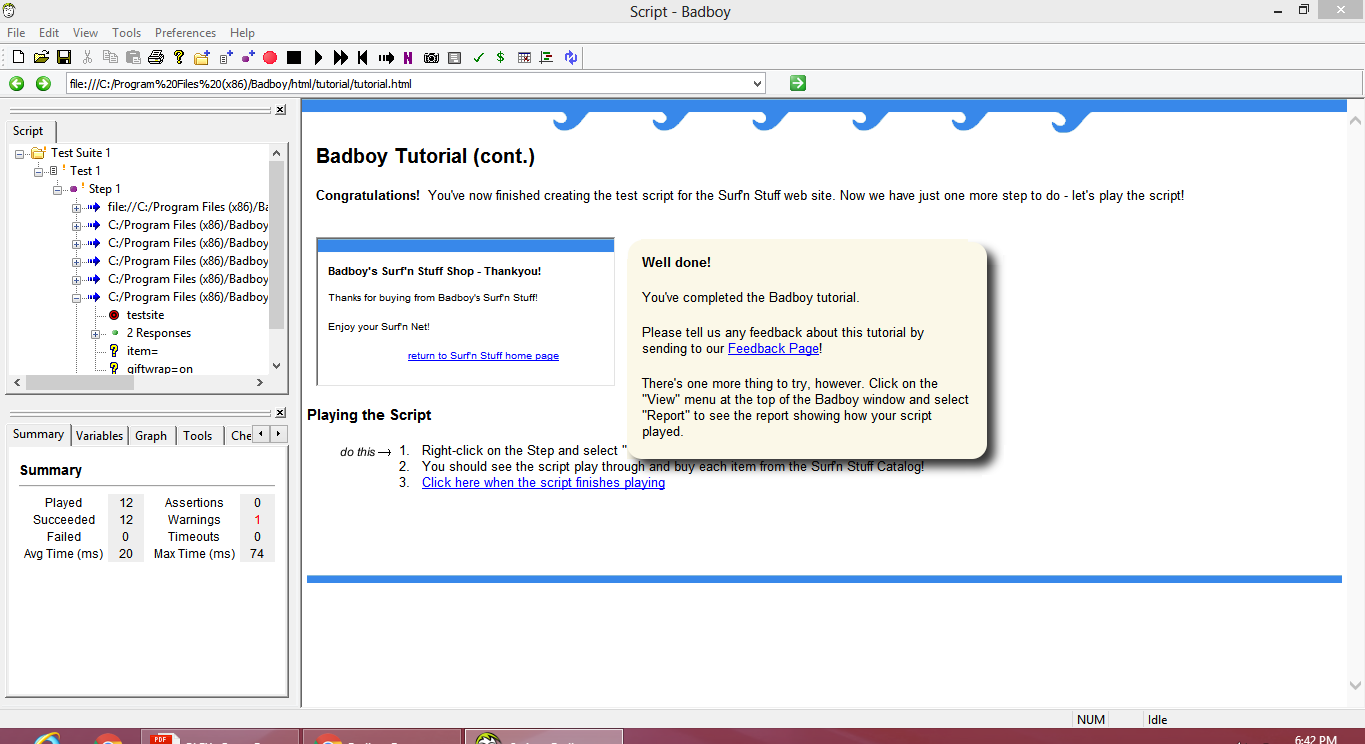 Script - Badboy
File Edit View Tools Preferences Help
file:///C:/Program%20Files%20(x86)/Badboy/html/tutorial/tutorial.html
Script
Test Suite 1
Test 1
Step 1
file://C:/Program Files (x86)/Ba
C:/Program Files (x86)/Badboy
C:/Program Files (x86)/Badboy
C:/Program Files (x86)/Badboy
C:/Program Files (x86)/Badboy
C:/Program Files (x86)/Badboy
testsite
2 Responses
item=
giftwrap=on
Summary Variables Graph Tools Che
Summary
Played 12 Assertions 0
Succeeded 12 Warnings 1
Failed 0 Timeouts 0
Avg Time (ms) 20 Max Time (ms) 74
Badboy Tutorial (cont.)
Congratulations! You've now finished creating the test script for the Surf'n Stuff web site. Now we have just one more step to do - let's play the script!
Badboy's Surf'n Stuff Shop - Thankyou!
Thanks for buying from Badboy's Surf'n Stuff!
Enjoy your Surf'n Net!
return to Surf'n Stuff home page
Well done!
You've completed the Badboy tutorial.
Please tell us any feedback about this tutorial by
sending to our Feedback Page!
There's one more thing to try, however. Click on the
"View" menu at the top of the Badboy window and select
"Report" to see the report showing how your script
played.
Playing the Script
do this → 1. Right-click on the Step and select "
2. You should see the script play through and buy each item from the Surf'n Stuff Catalog!
3. Click here when the script finishes playing
NUM Idle
PDF
6:42 PM